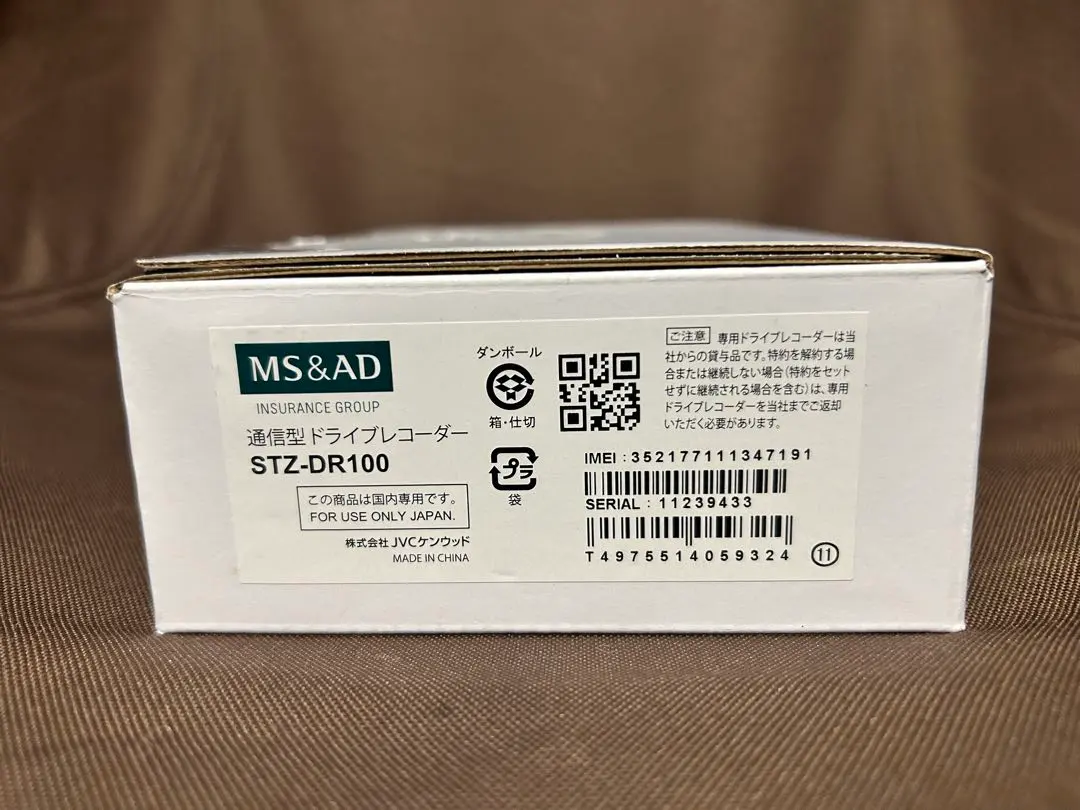 MS&AD
INSURANCE GROUP
通信型ドライブレコーダー
STZ-DR100
この商品は国内専用です。
FOR USE ONLY JAPAN.
株式会社 JVCケンウッド
MADE IN CHINA
ダンボール
箱・仕切
プラ
袋
ご注意 専用ドライブレコーダーは当
社からの貸与品です。特約を解約する場
合または継続しない場合(特約をセット
せずに継続される場合を含む)は、専用
ドライブレコーダーを当社までご返却
いただく必要があります。
IMEI : 352177111347191
SERIAL : 11239433
T4975514059324
⑪